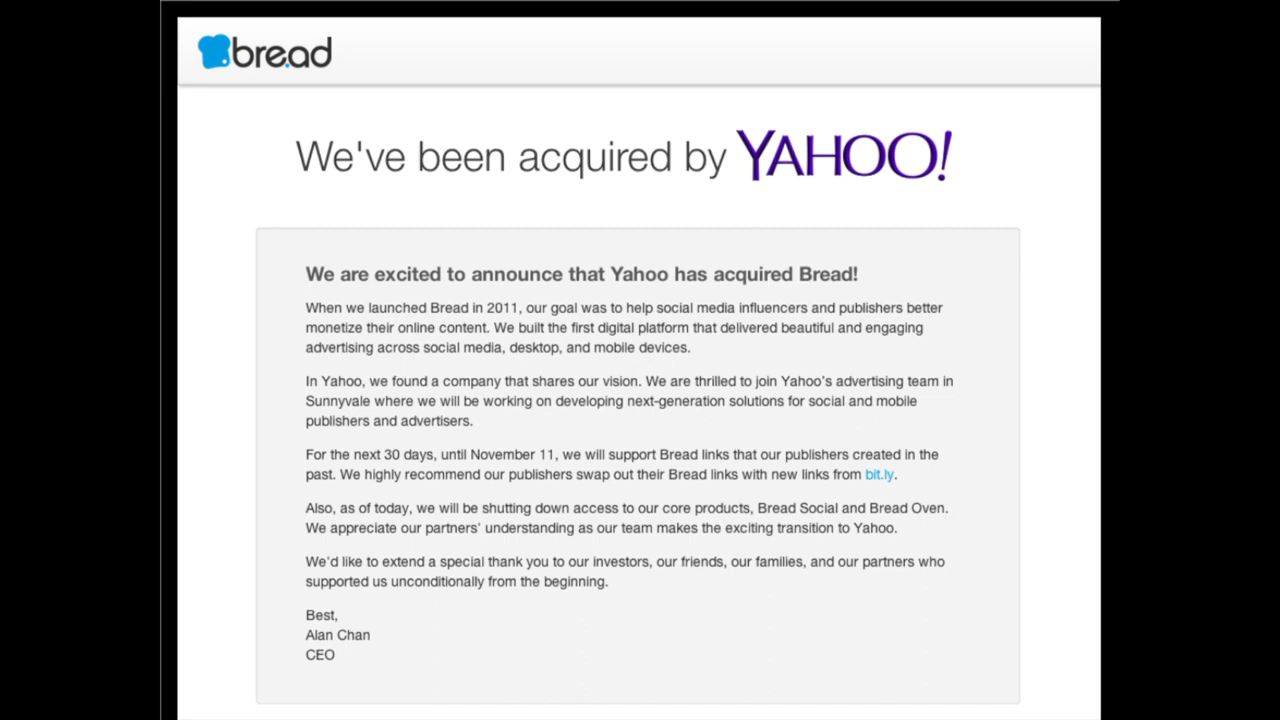 bre.ad
We've been acquired by YAHOO!
We are excited to announce that Yahoo has acquired Bread!
When we launched Bread in 2011, our goal was to help social media influencers and publishers better
monetize their online content. We built the first digital platform that delivered beautiful and engaging
advertising across social media, desktop, and mobile devices.
In Yahoo, we found a company that shares our vision. We are thrilled to join Yahoo's advertising team in
Sunnyvale where we will be working on developing next-generation solutions for social and mobile
publishers and advertisers.
For the next 30 days, until November 11, we will support Bread links that our publishers created in the
past. We highly recommend our publishers swap out their Bread links with new links from bit.ly.
Also, as of today, we will be shutting down access to our core products, Bread Social and Bread Oven.
We appreciate our partners' understanding as our team makes the exciting transition to Yahoo.
We'd like to extend a special thank you to our investors, our friends, our families, and our partners who
supported us unconditionally from the beginning.
Best,
Alan Chan
CEO